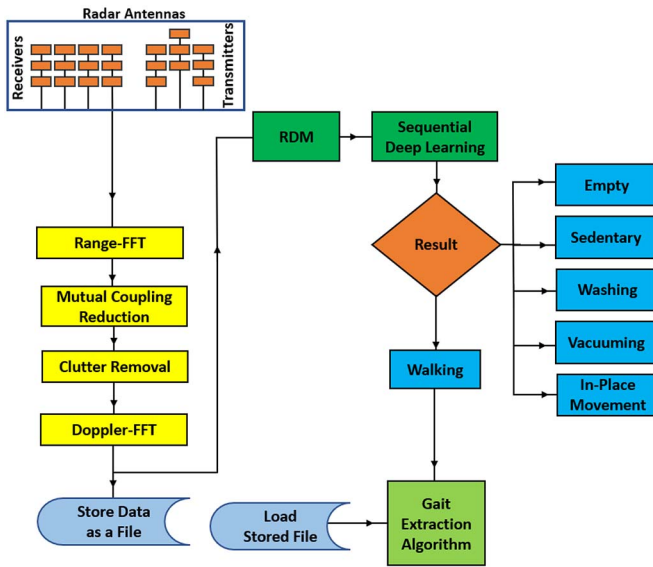 Radar Antennas
Receivers
Transmitters
Range-FFT
Mutual Coupling
Reduction
Clutter Removal
Doppler-FFT
Store Data
as a File
RDM
Sequential
Deep Learning
Result
Empty
Sedentary
Washing
Vacuuming
In-Place
Movement
Walking
Load
Stored File
Gait
Extraction
Algorithm